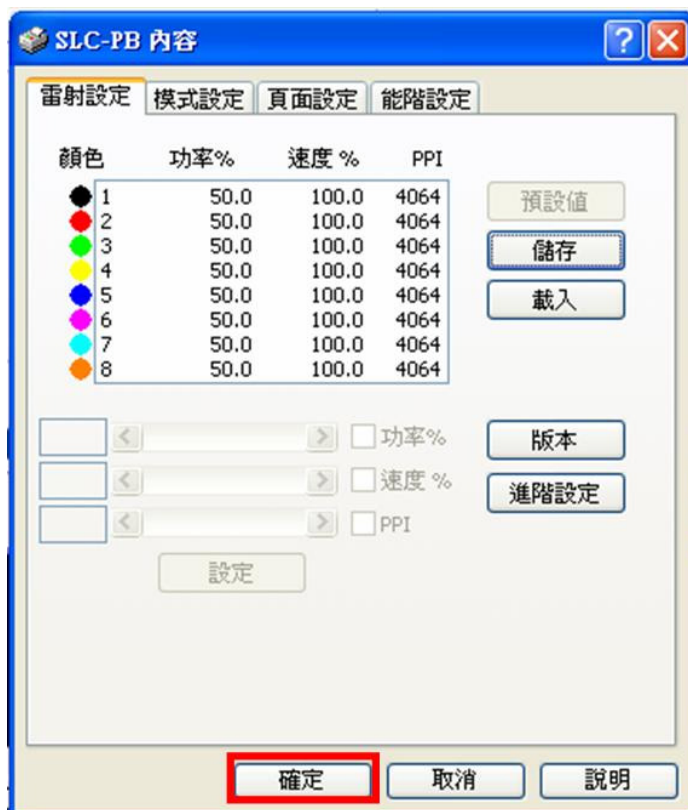 SLC-PB 內容
雷射設定 模式設定 頁面設定 能階設定
顏色 功率% 速度 % PPI
1 50.0 100.0 4064
2 50.0 100.0 4064
3 50.0 100.0 4064
4 50.0 100.0 4064
5 50.0 100.0 4064
6 50.0 100.0 4064
7 50.0 100.0 4064
8 50.0 100.0 4064
預設值
儲存
載入
功率%
速度 %
PPI
版本
進階設定
設定
確定 取消 說明